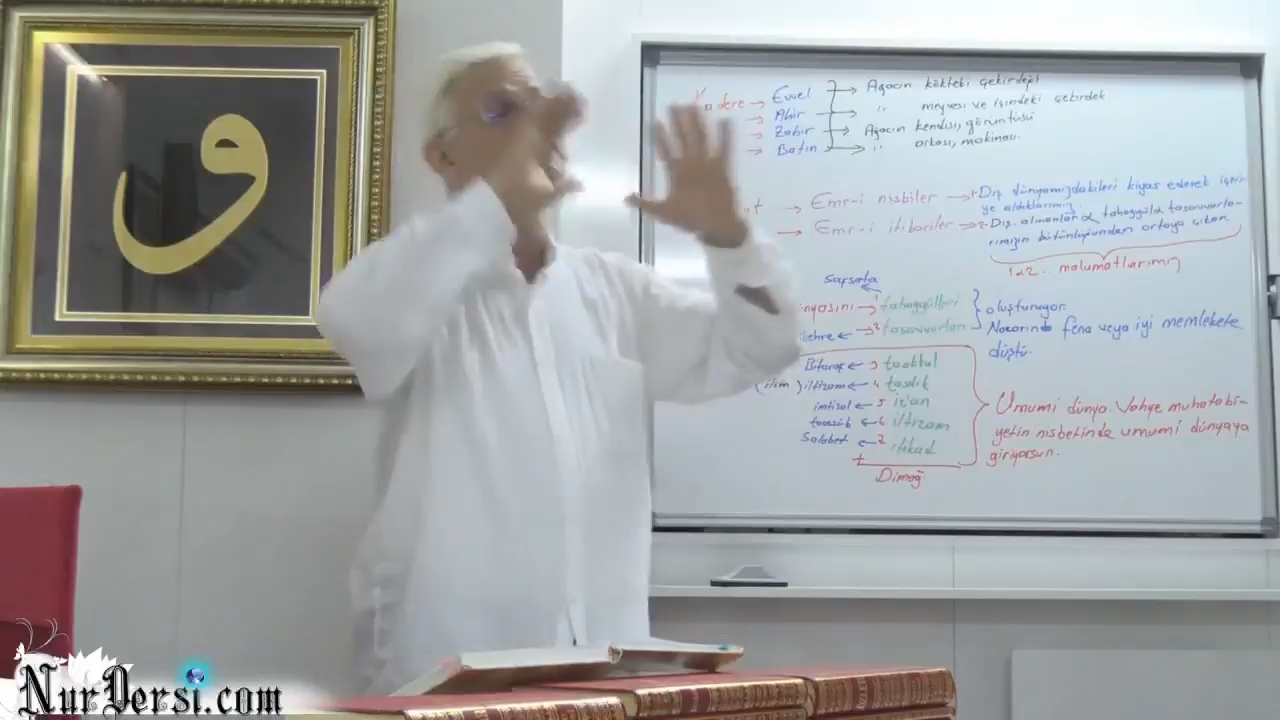 و
→ Evvel → Ağacın kökteki çekirdeği
→ Ahir → " meyvesi ve içindeki çekirdek
→ Zahir → Ağacın kendisi, görüntüsü
→ Batın → " makinası.
→ Emr-i nisbiler → 1- Dış dünyamızdakileri kıyas ederek içeri-
ye aldıklarımız.
→ Emr-i itibariler → 2- Dış. alınanlar tahayyül tasavvurla-
rımızın bütünlüğünden ortaya çıkan.
1 2 .. malumatlarımız
Safsata
→ 1 tahayyülleri
→ 2 tasavvurları
oluşturuyor.
Nazarında fena veya iyi memlekete
düştü.
Bitaraf ← 3 taakkul
(ilim) iltizam ← 4 tasdik
imtisal ← 5 iz'an
taassub ← 6 iltizam
Salabet ← 7 itikad
+
Dimağ
Umumi dünya. Vahye muhatabi-
yetin nisbetinde umumi dünyaya
giriyorsun.
NurDersi.com